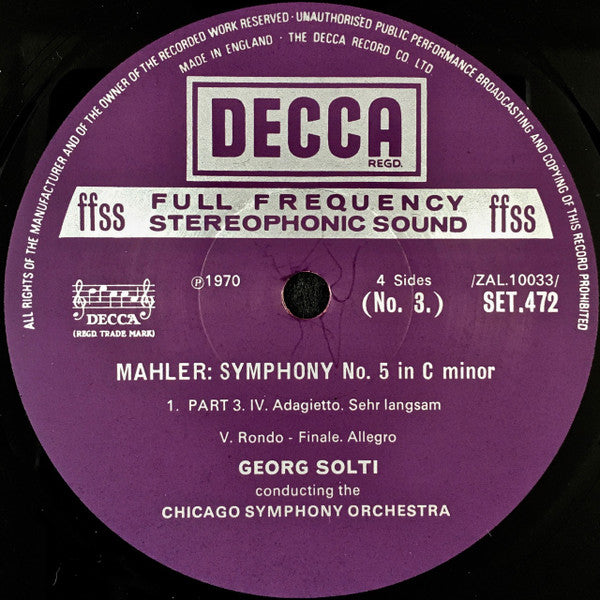 ALL RIGHTS OF THE MANUFACTURER AND OF THE OWNER OF THE RECORDED WORK RESERVED · UNAUTHORISED PUBLIC PERFORMANCE BROADCASTING AND COPYING OF THIS RECORD PROHIBITED
MADE IN ENGLAND · THE DECCA RECORD CO LTD
DECCA
REGD.
ffss FULL FREQUENCY STEREOPHONIC SOUND ffss
DECCA
(REGD. TRADE MARK)
℗1970
4 Sides /ZAL.10033/
(No. 3.) SET.472
MAHLER: SYMPHONY No. 5 in C minor
1. PART 3. IV. Adagietto. Sehr langsam
V. Rondo - Finale. Allegro
GEORG SOLTI
conducting the
CHICAGO SYMPHONY ORCHESTRA